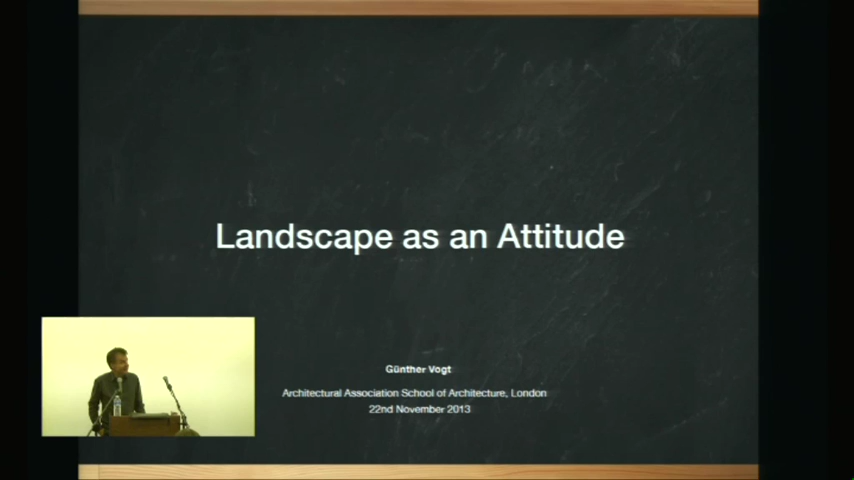 Landscape as an Attitude
Günther Vogt
Architectural Association School of Architecture, London
22nd November 2013